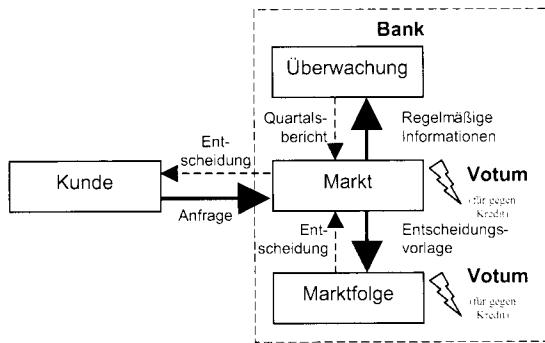 Bank
Überwachung
Quartals-
bericht
Regelmäßige
Informationen
Ent-
scheidung
Kunde
Anfrage
Markt
Votum
(für gegen
Kredit)
Ent-
scheidung
Entscheidungs-
vorlage
Marktfolge
Votum
(für gegen
Kredit)